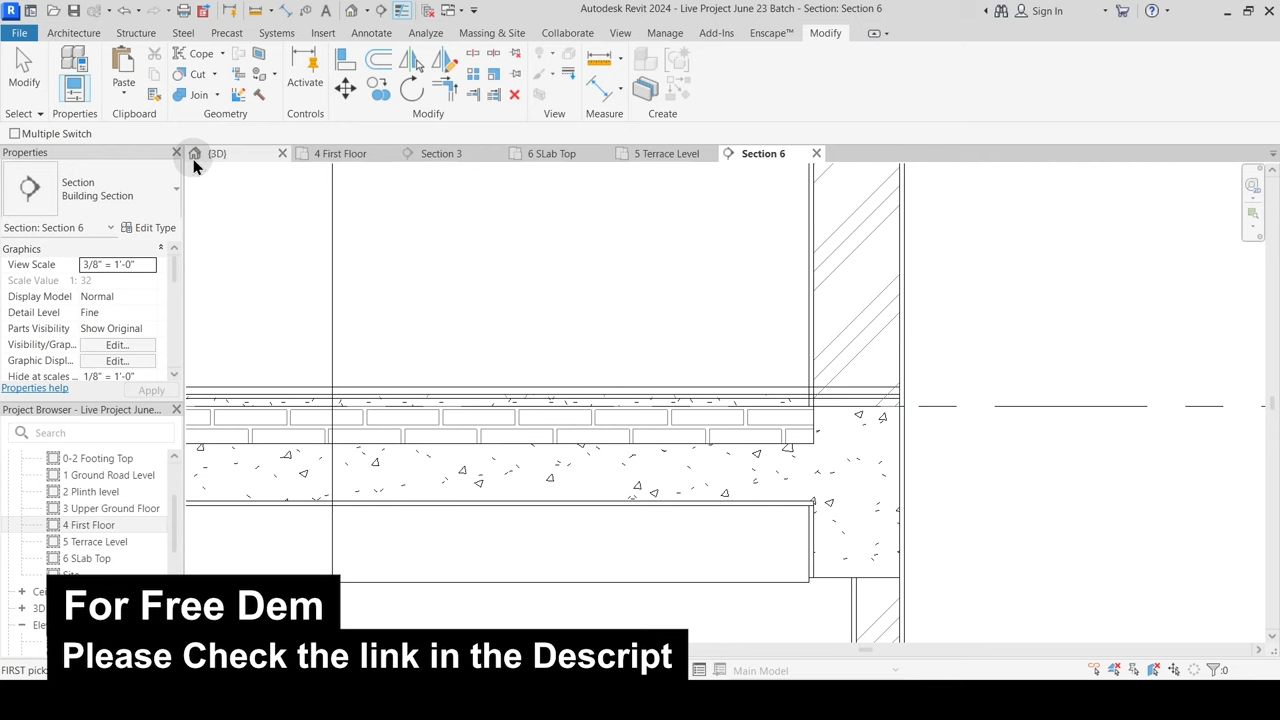 Autodesk Revit 2024 - Live Project June 23 Batch - Section: Section 6
Sign In
File Architecture Structure Steel Precast Systems Insert Annotate Analyze Massing & Site Collaborate View Manage Add-Ins Enscape™ Modify
Modify
Paste
Cope
Cut
Join
Activate
Select Properties Clipboard Geometry Controls Modify View Measure Create
Multiple Switch
Properties
{3D} 4 First Floor Section 3 6 SLab Top 5 Terrace Level Section 6
Section
Building Section
Section: Section 6 Edit Type
Graphics
View Scale 3/8" = 1'-0"
Scale Value 1: 32
Display Model Normal
Detail Level Fine
Parts Visibility Show Original
Visibility/Grap... Edit...
Graphic Displ... Edit...
Hide at scales 1/8" = 1'-0"
Properties help Apply
Project Browser - Live Project June...
Search
0-2 Footing Top
1 Ground Road Level
2 Plinth level
3 Upper Ground Floor
4 First Floor
5 Terrace Level
6 SLab Top
3D
For Free Dem
Please Check the link in the Descript
FIRST pick
Main Model
:0